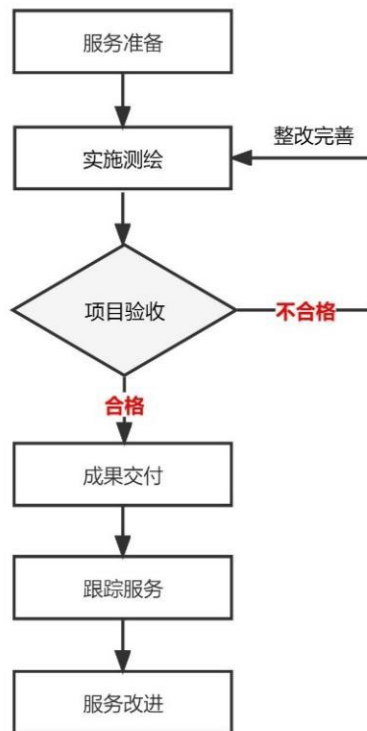 服务准备
实施测绘
整改完善
项目验收
不合格
合格
成果交付
跟踪服务
服务改进